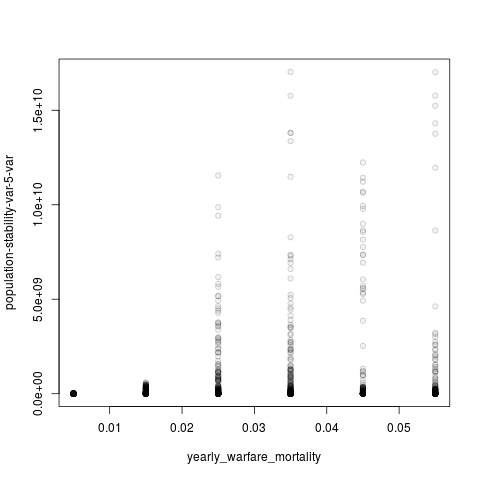 population-stability-var-5-var
1.5e+10
1.0e+10
5.0e+09
0.0e+00
0.01 0.02 0.03 0.04 0.05
yearly_warfare_mortality